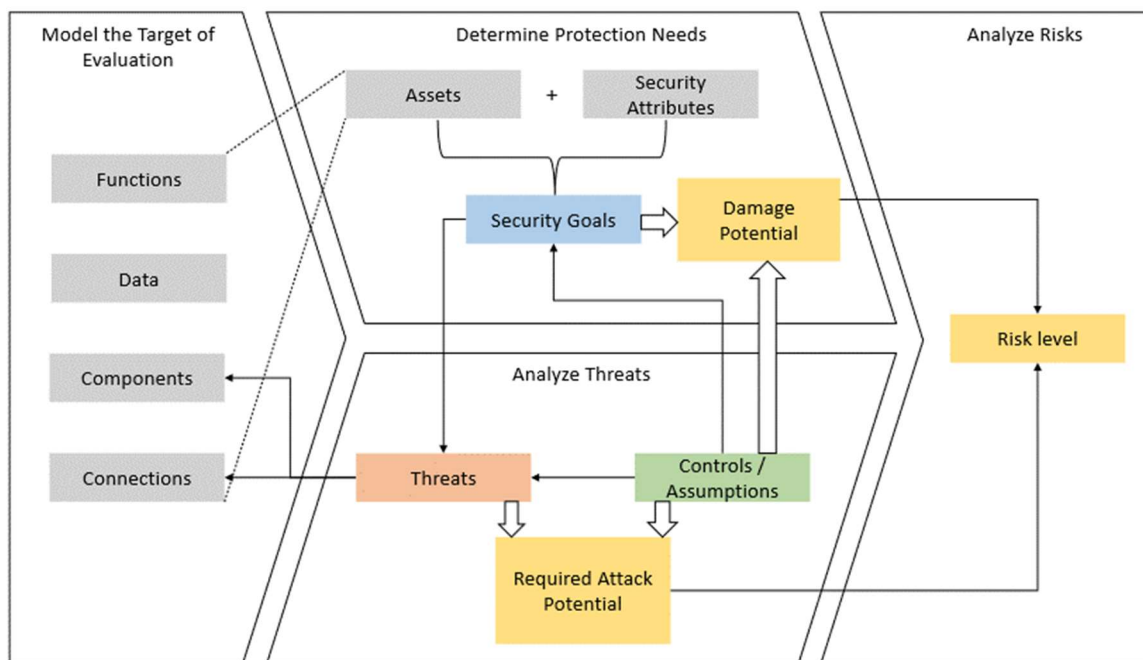 Model the Target of
Evaluation
Determine Protection Needs
Analyze Risks
Assets
+
Security
Attributes
Functions
Security Goals
Damage
Potential
Data
Risk level
Components
Analyze Threats
Connections
Threats
Controls /
Assumptions
Required Attack
Potential